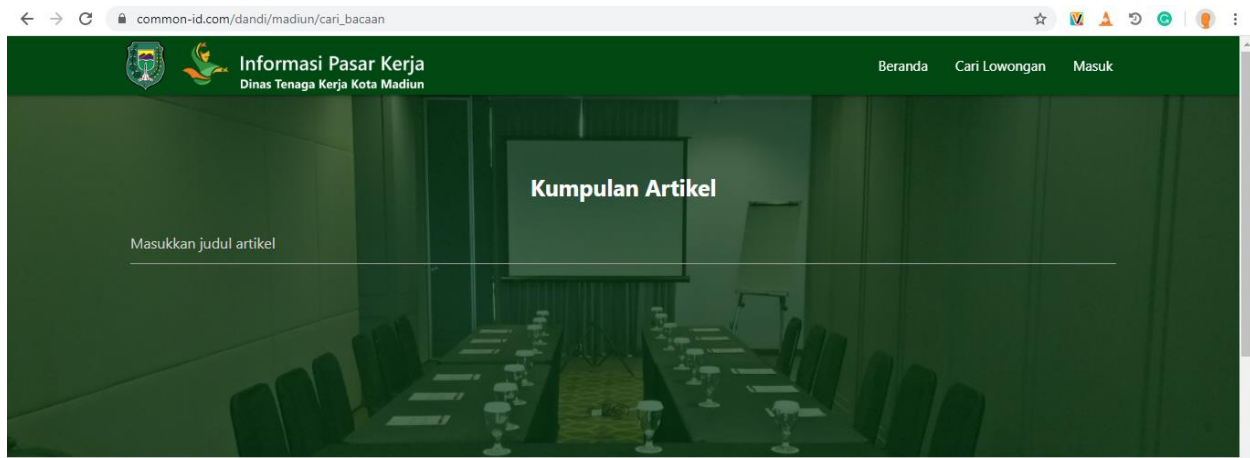 common-id.com/dandi/madiun/cari_bacaan
Informasi Pasar Kerja
Dinas Tenaga Kerja Kota Madiun
Beranda Cari Lowongan Masuk
Kumpulan Artikel
Masukkan judul artikel